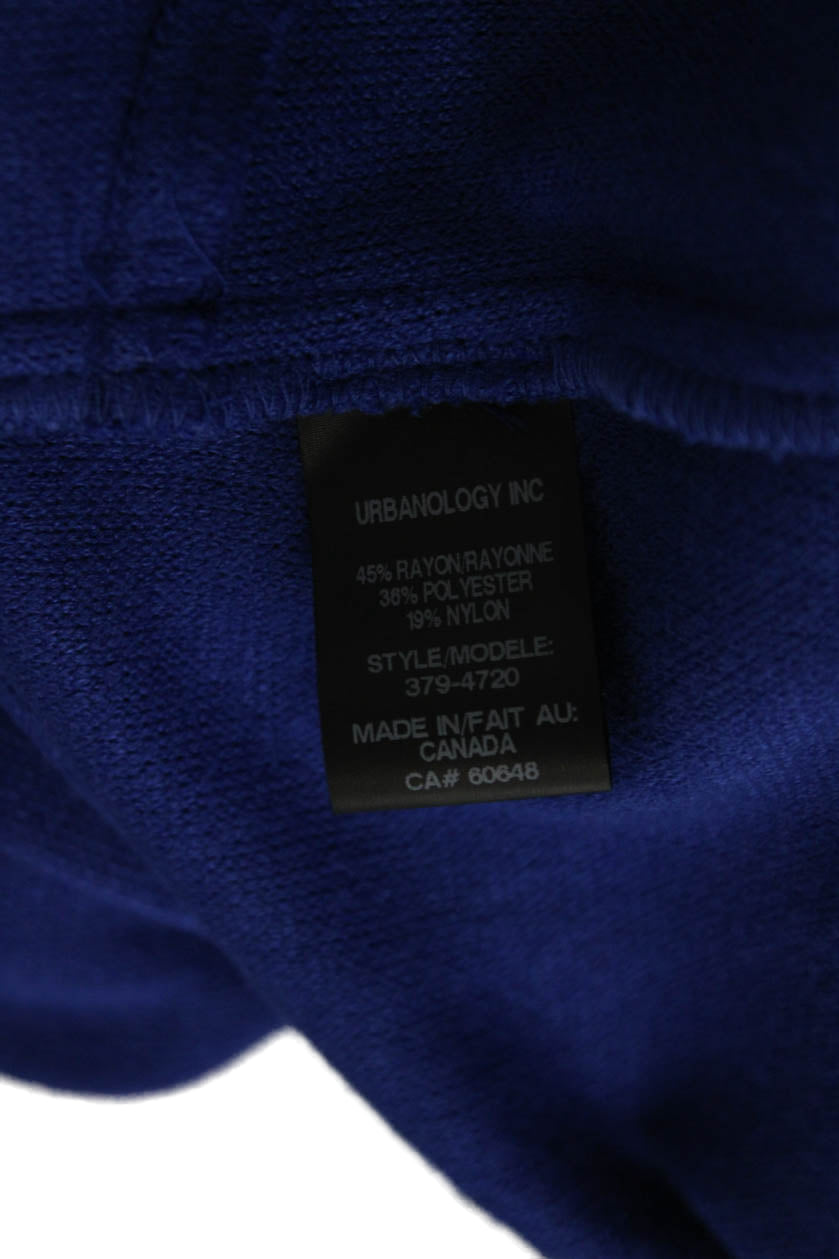 URBANOLOGY INC
45% RAYON/RAYONNE
36% POLYESTER
19% NYLON
STYLE/MODELE:
379-4720
MADE IN/FAIT AU:
CANADA
CA# 60648